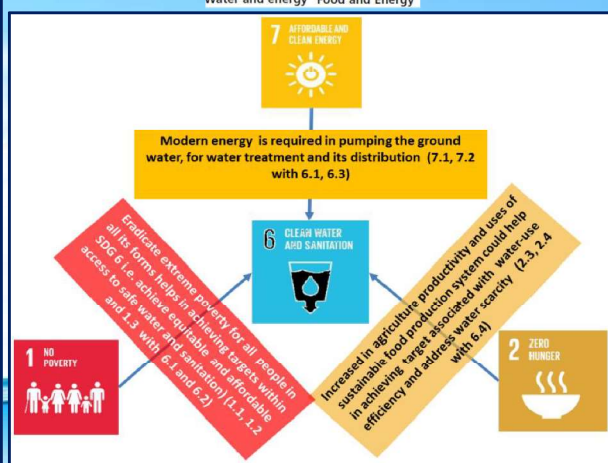 Water and energy Food and Energy
7 AFFORDABLE AND
CLEAN ENERGY
Modern energy is required in pumping the ground
water, for water treatment and its distribution (7.1, 7.2
with 6.1, 6.3)
Eradicate extreme poverty for all people in
all its forms helps in achieving targets within
SDG 6 i.e. achieve equitable and affordable
access to safe water and sanitation) (1.1, 1.2
and 1.3 with 6.1 and 6.2)
6 CLEAN WATER
AND SANITATION
Increased in agriculture productivity and uses of
sustainable food production system could help
in achieving target associated with water-use
efficiency and address water scarcity (2.3, 2.4
with 6.4)
1 NO
POVERTY
2 ZERO
HUNGER